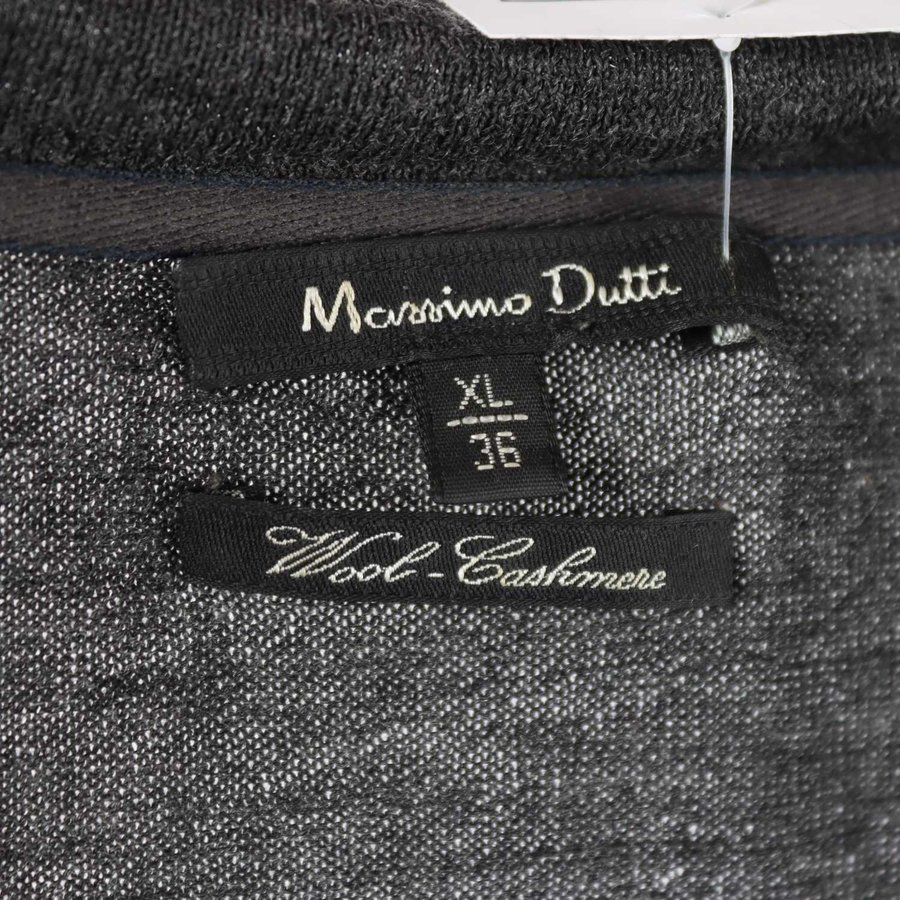 Massimo Dutti
XL
36
Wool-Cashmere